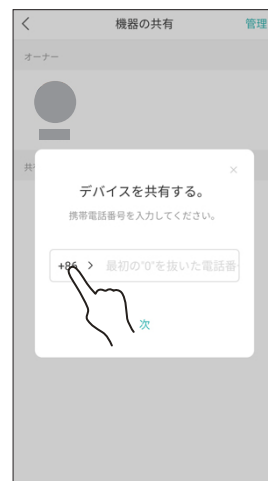 機器の共有
管理
オーナー
共
×
デバイスを共有する。
携帯電話番号を入力してください。
+86 > 最初の"0"を抜いた電話番
次